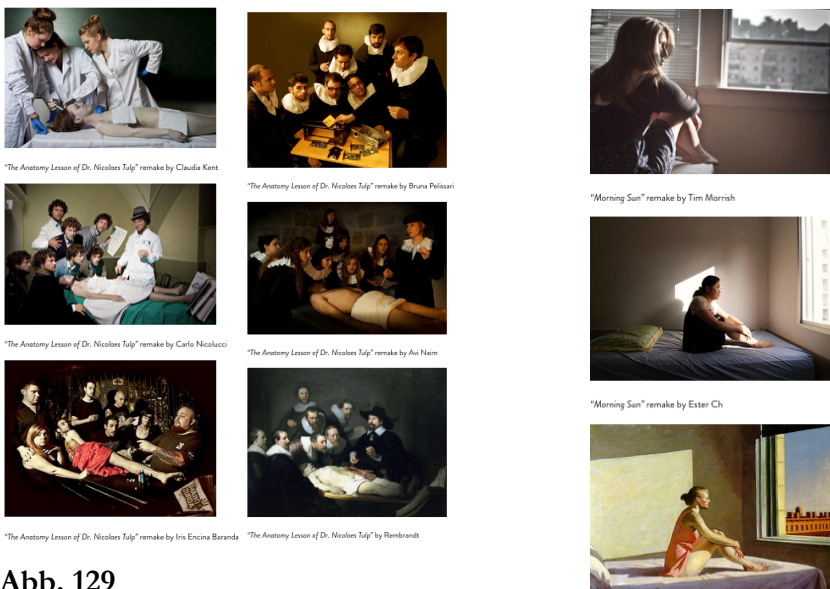 "The Anatomy Lesson of Dr. Nicolaes Tulp" remake by Claudia Kent
"The Anatomy Lesson of Dr. Nicolaes Tulp" remake by Carlo Nicolucci
"The Anatomy Lesson of Dr. Nicolaes Tulp" remake by Iris Encina Baranda
"The Anatomy Lesson of Dr. Nicolaes Tulp" remake by Bruna Pelissari
"The Anatomy Lesson of Dr. Nicolaes Tulp" remake by Avi Naim
"The Anatomy Lesson of Dr. Nicolaes Tulp" by Rembrandt
Abb. 129
"Morning Sun" remake by Tim Morrish
"Morning Sun" remake by Ester Ch